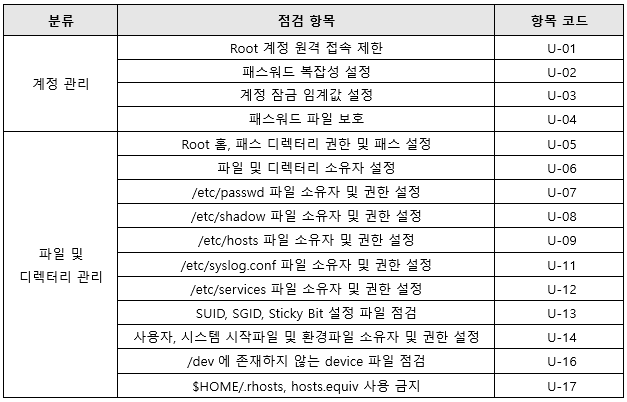 분류 점검 항목 항목 코드
계정 관리
Root 계정 원격 접속 제한 U-01
패스워드 복잡성 설정 U-02
계정 잠금 임계값 설정 U-03
패스워드 파일 보호 U-04
파일 및
디렉터리 관리
Root 홈, 패스 디렉터리 권한 및 패스 설정 U-05
파일 및 디렉터리 소유자 설정 U-06
/etc/passwd 파일 소유자 및 권한 설정 U-07
/etc/shadow 파일 소유자 및 권한 설정 U-08
/etc/hosts 파일 소유자 및 권한 설정 U-09
/etc/syslog.conf 파일 소유자 및 권한 설정 U-11
/etc/services 파일 소유자 및 권한 설정 U-12
SUID, SGID, Sticky Bit 설정 파일 점검 U-13
사용자, 시스템 시작파일 및 환경파일 소유자 및 권한 설정 U-14
/dev 에 존재하지 않는 device 파일 점검 U-16
$HOME/.rhosts, hosts.equiv 사용 금지 U-17